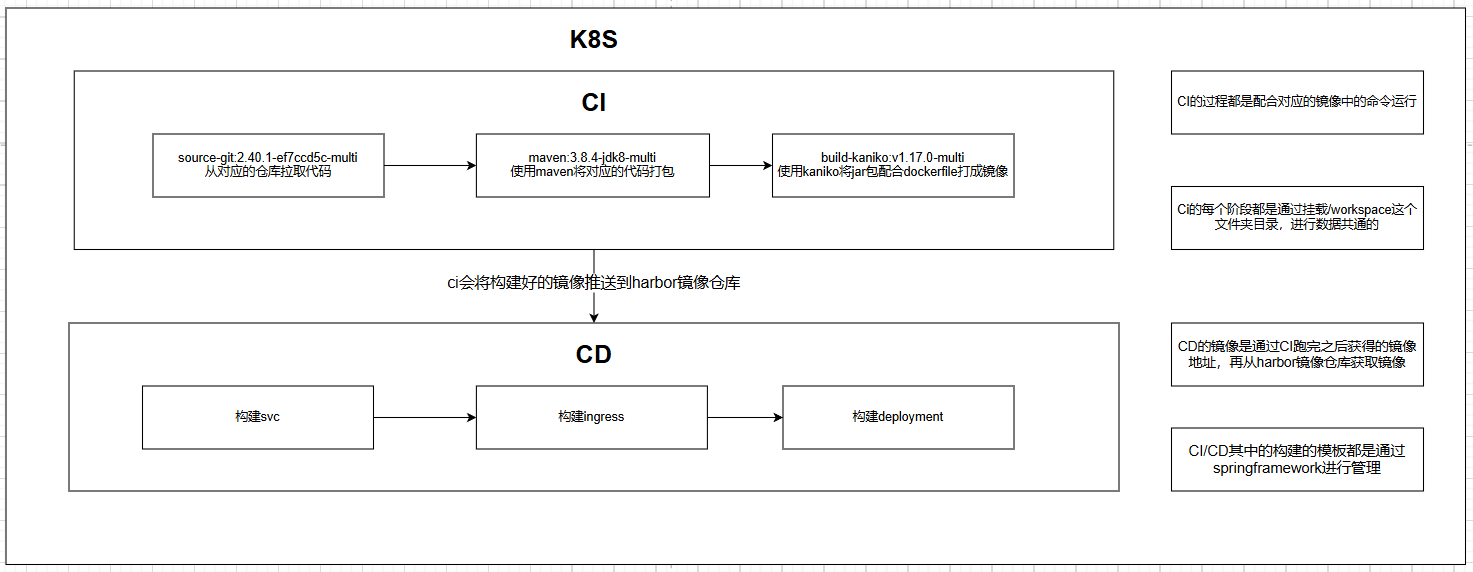 K8S
CI
source-git:2.40.1-ef7ccd5c-multi
从对应的仓库拉取代码
maven:3.8.4-jdk8-multi
使用maven将对应的代码打包
build-kaniko:v1.17.0-multi
使用kaniko将jar包配合dockerfile打成镜像
ci会将构建好的镜像推送到harbor镜像仓库
CD
构建svc
构建ingress
构建deployment
CI的过程都是配合对应的镜像中的命令运行
Ci的每个阶段都是通过挂载/workspace这个
文件夹目录，进行数据共通的
CD的镜像是通过CI跑完之后获得的镜像
地址，再从harbor镜像仓库获取镜像
CI/CD其中的构建的模板都是通过
springframework进行管理